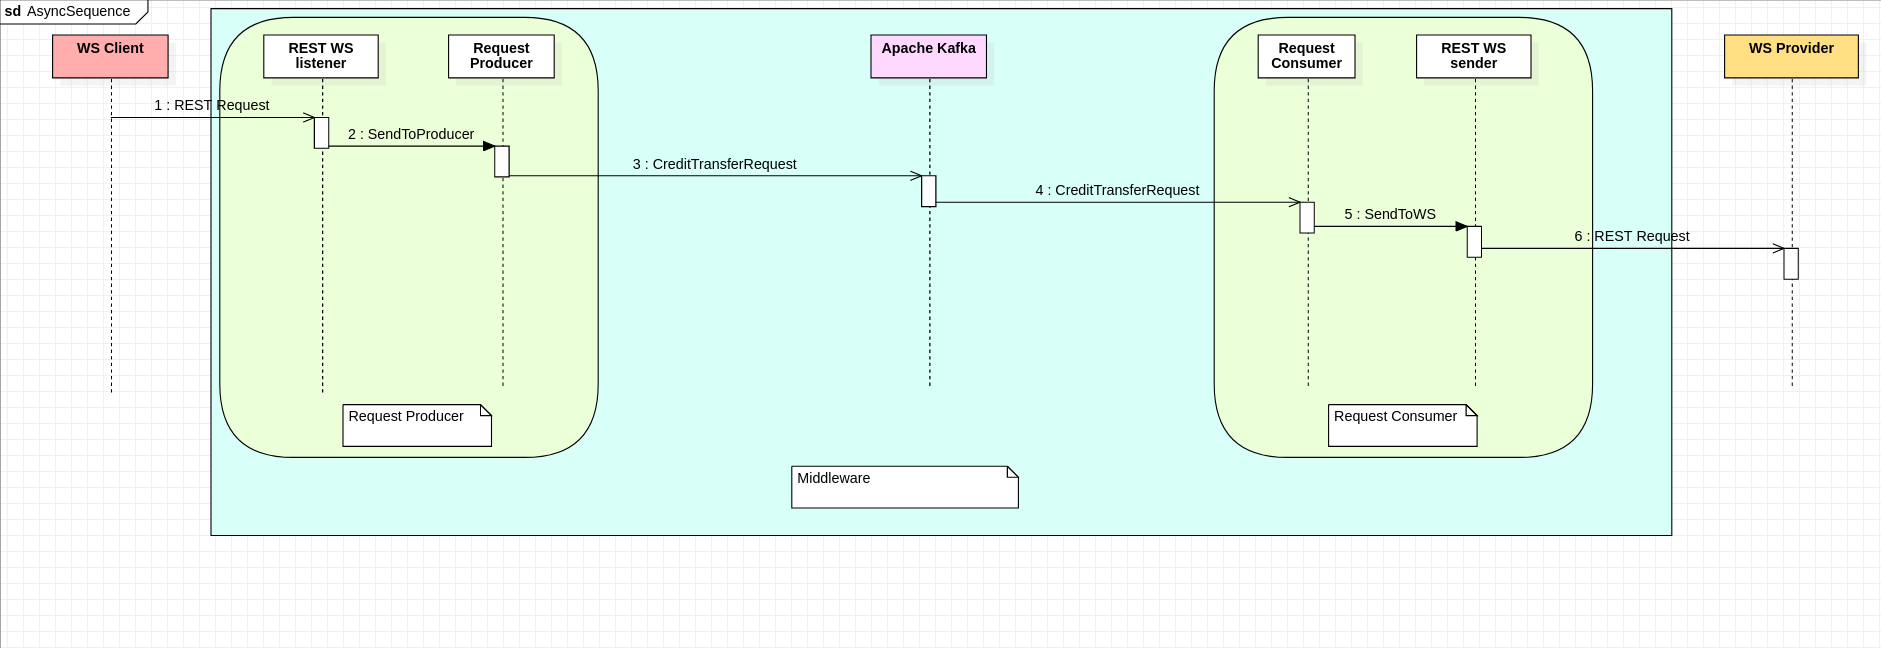 sd AsyncSequence
WS Client
REST WS
listener
Request
Producer
Apache Kafka
Request
Consumer
REST WS
sender
WS Provider
1 : REST Request
2 : SendToProducer
3 : CreditTransferRequest
4 : CreditTransferRequest
5 : SendToWS
6 : REST Request
Request Producer
Request Consumer
Middleware